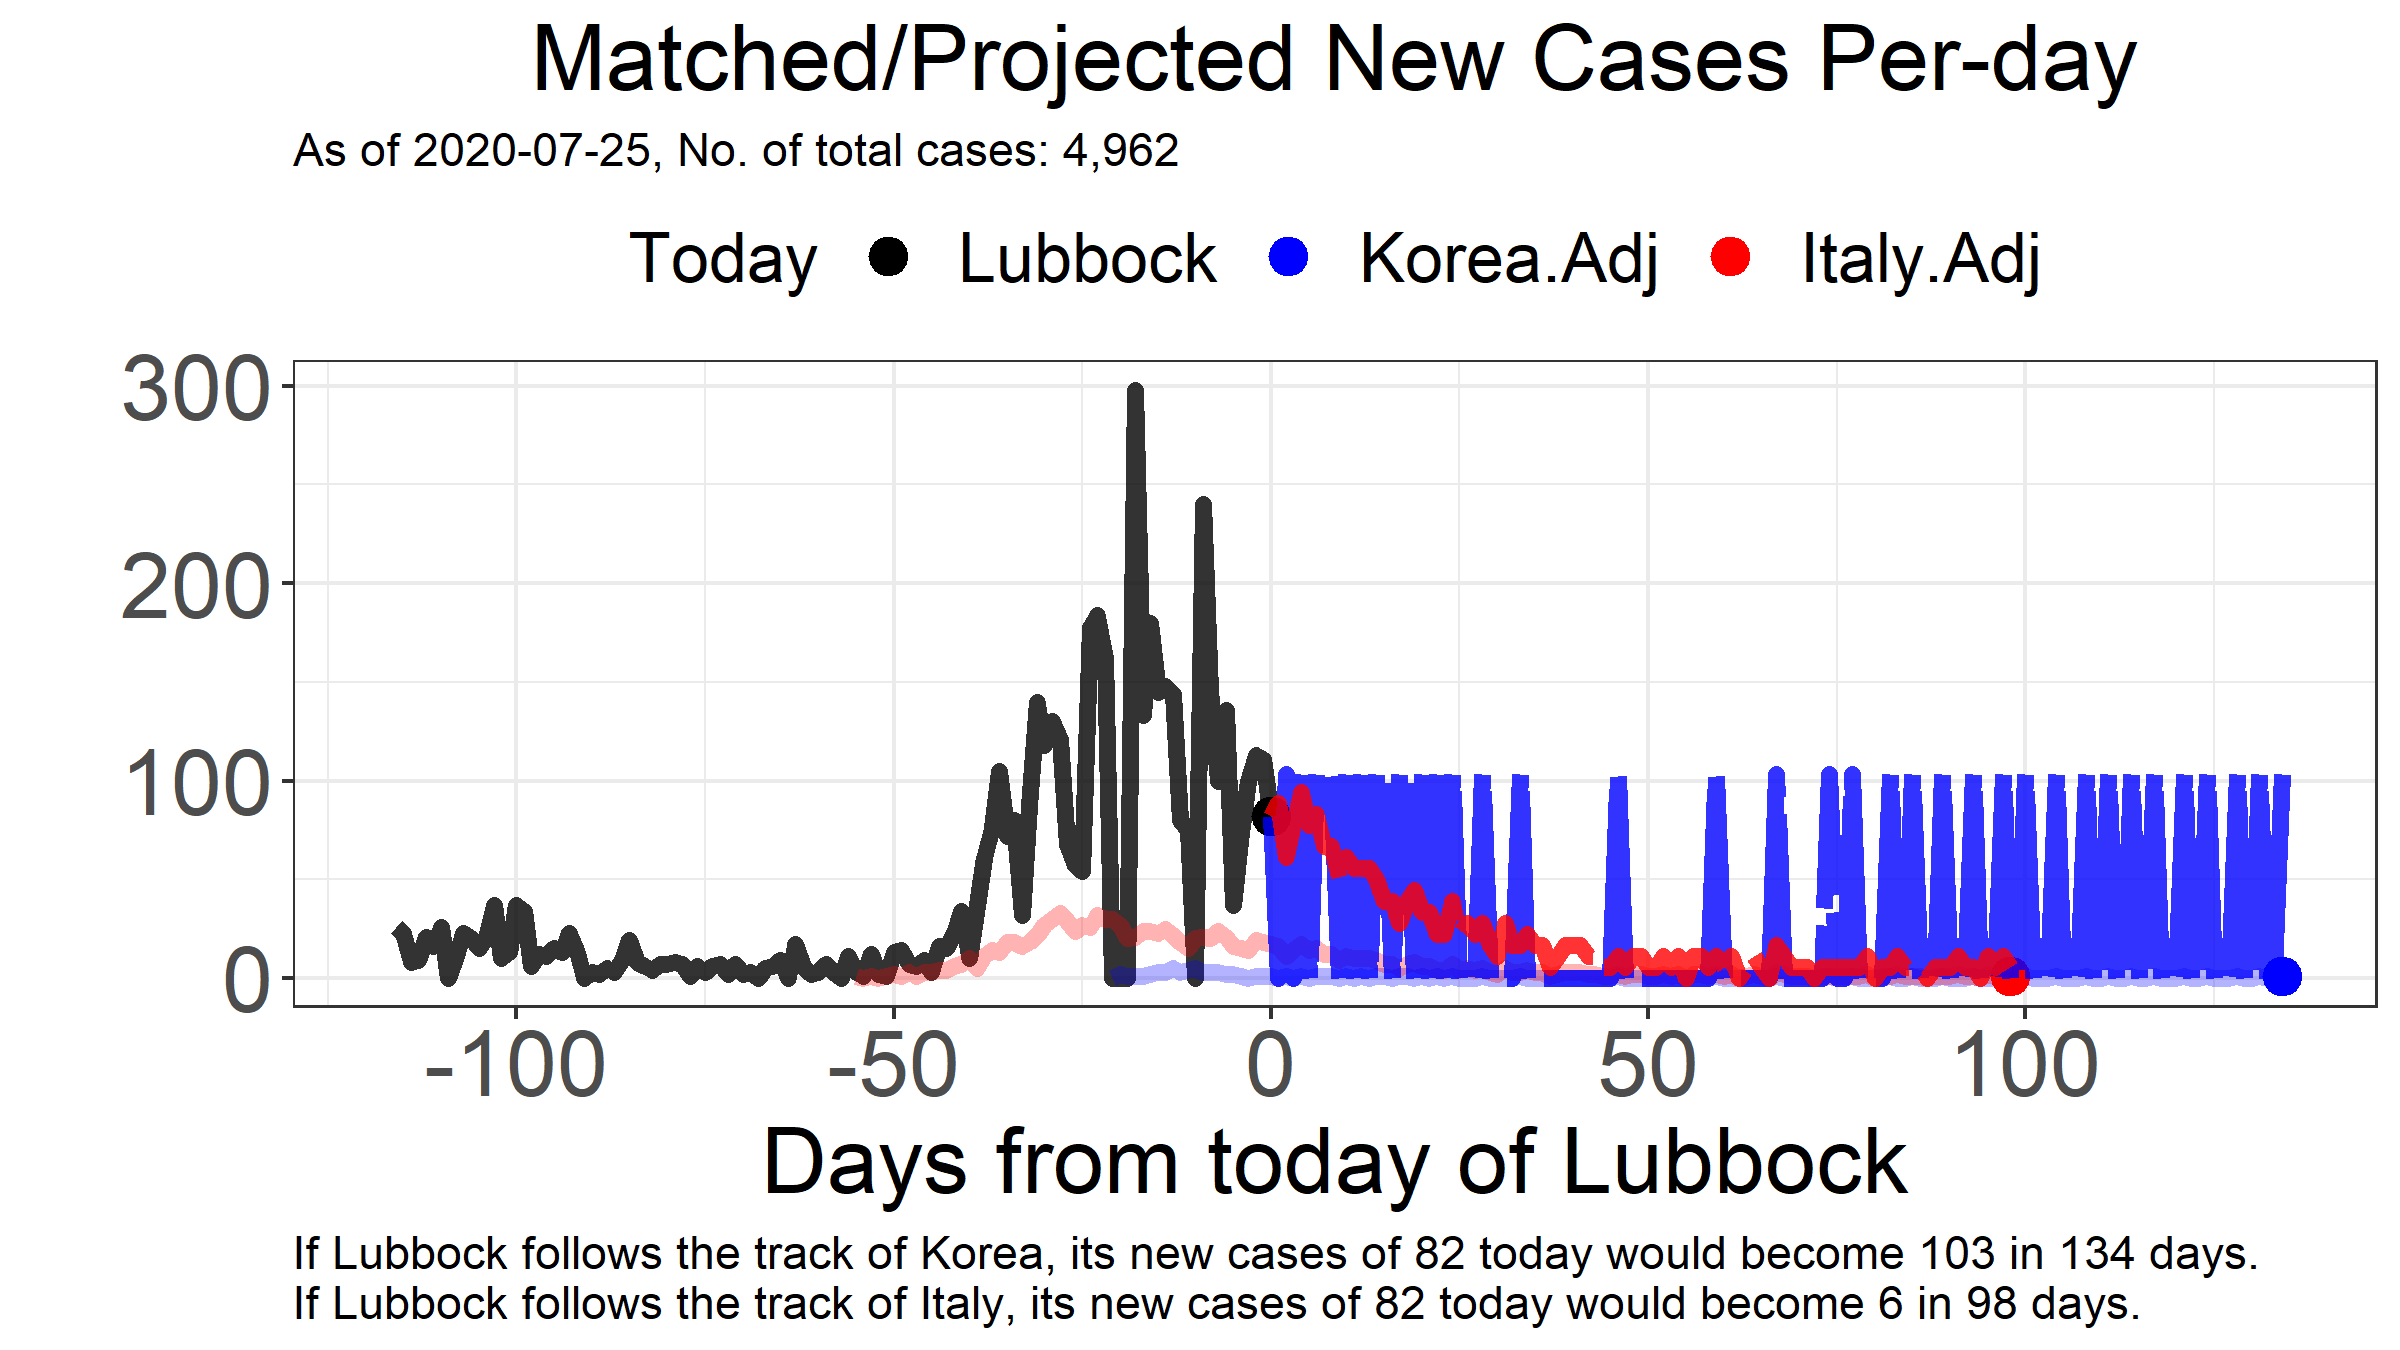 Matched/Projected New Cases Per-day
As of 2020-07-25, No. of total cases: 4,962
Today Lubbock Korea.Adj Italy.Adj
300
200
100
0
-100 -50 0 50 100
Days from today of Lubbock
If Lubbock follows the track of Korea, its new cases of 82 today would become 103 in 134 days.
If Lubbock follows the track of Italy, its new cases of 82 today would become 6 in 98 days.